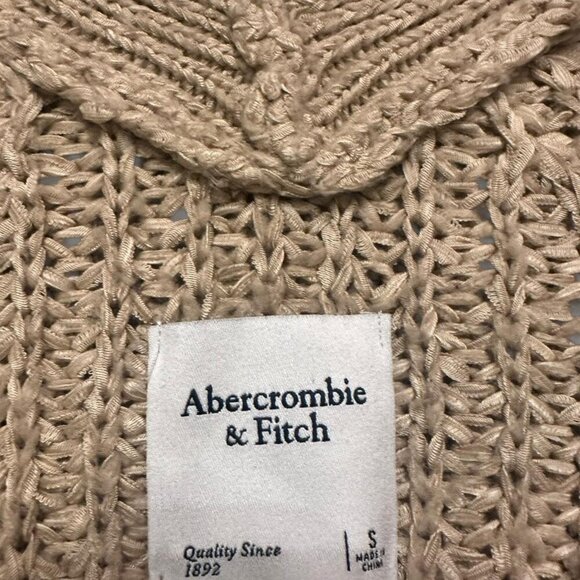 Abercrombie
& Fitch
Quality Since
1892
S
MADE IN
CHINA